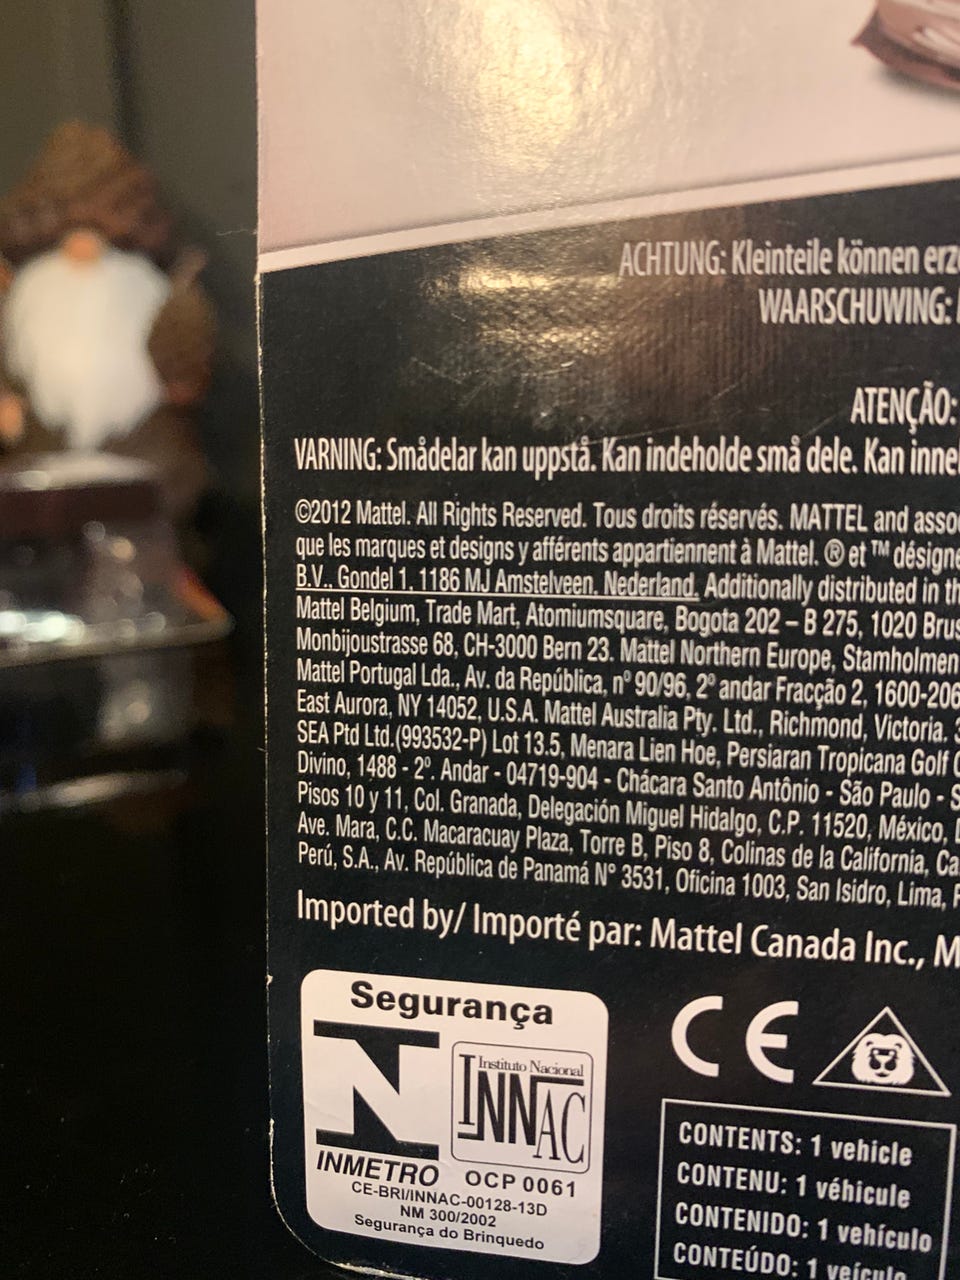 ACHTUNG: Kleinteile können erz
WAARSCHUWING:
ATENÇÃO:
VARNING: Smådelar kan uppstå. Kan indeholde små dele. Kan inne
©2012 Mattel. All Rights Reserved. Tous droits réservés. MATTEL and asso
que les marques et designs y afférents appartiennent à Mattel. ® et ™ désigne
B.V., Gondel 1, 1186 MJ Amstelveen, Nederland. Additionally distributed in th
Mattel Belgium, Trade Mart, Atomiumsquare, Bogota 202 – B 275, 1020 Brus
Monbijoustrasse 68, CH-3000 Bern 23. Mattel Northern Europe, Stamholmen
Mattel Portugal Lda., Av. da República, nº 90/96, 2º andar Fracção 2, 1600-206
East Aurora, NY 14052, U.S.A. Mattel Australia Pty. Ltd., Richmond, Victoria. 3
SEA Ptd Ltd.(993532-P) Lot 13.5, Menara Lien Hoe, Persiaran Tropicana Golf
Divino, 1488 - 2º. Andar - 04719-904 - Chácara Santo Antônio - São Paulo - S
Pisos 10 y 11, Col. Granada, Delegación Miguel Hidalgo, C.P. 11520, México,
Ave. Mara, C.C. Macaracuay Plaza, Torre B, Piso 8, Colinas de la California, Ca
Perú, S.A., Av. República de Panamá N° 3531, Oficina 1003, San Isidro, Lima,
Imported by/ Importé par: Mattel Canada Inc., M
Segurança
Instituto Nacional
INNAC
INMETRO
OCP 0061
CE-BRI/INNAC-00128-13D
NM 300/2002
Segurança do Brinquedo
CE
CONTENTS: 1 vehicle
CONTENU: 1 véhicule
CONTENIDO: 1 vehículo
CONTEÚDO: 1 veículo